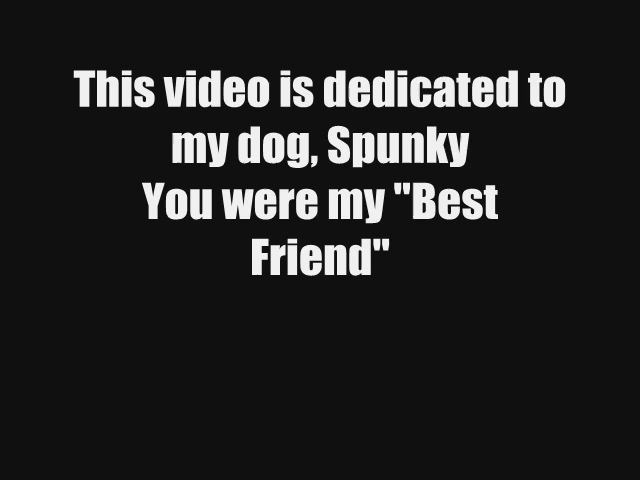 This video is dedicated to
my dog, Spunky
You were my "Best
Friend"